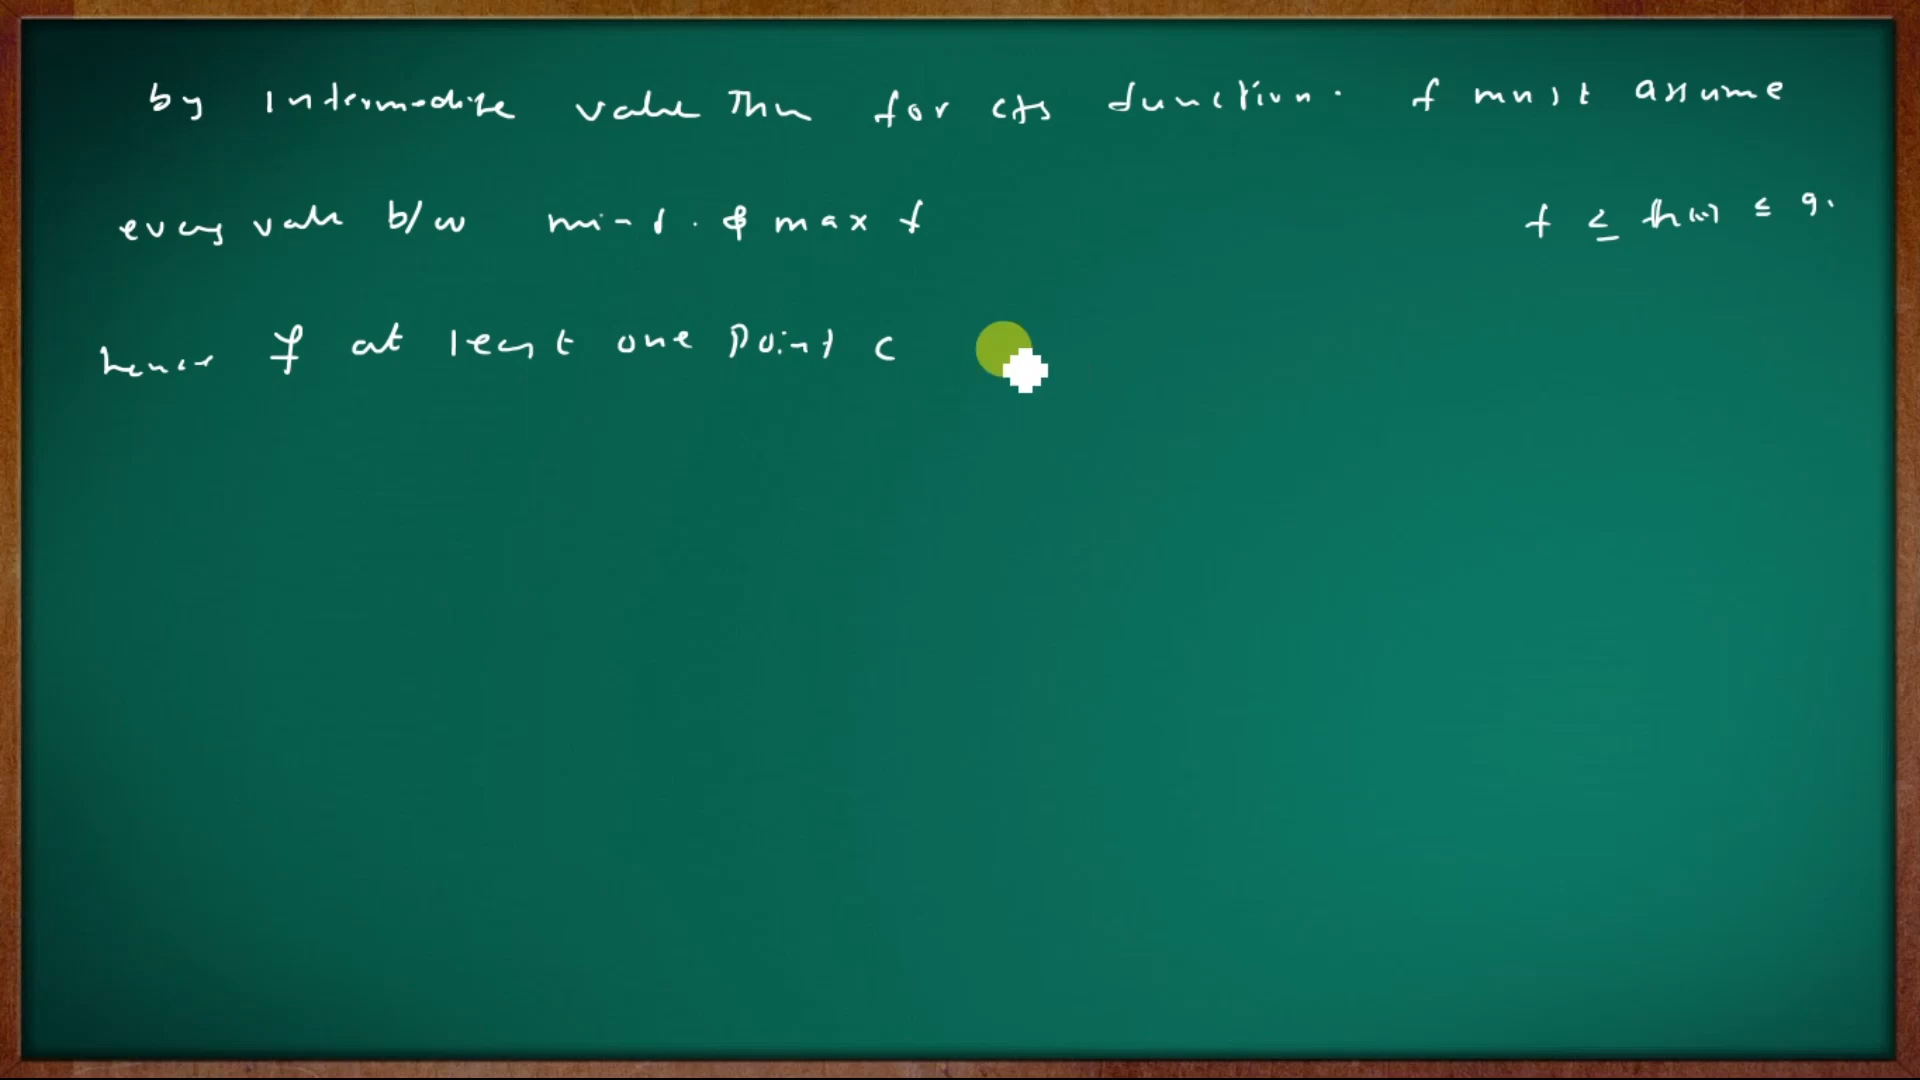 by Intermediate value Thm for cts function. f must assume
every value b/w min f. & max f
f ≤ h(x) ≤ g.
hence f at least one Point c